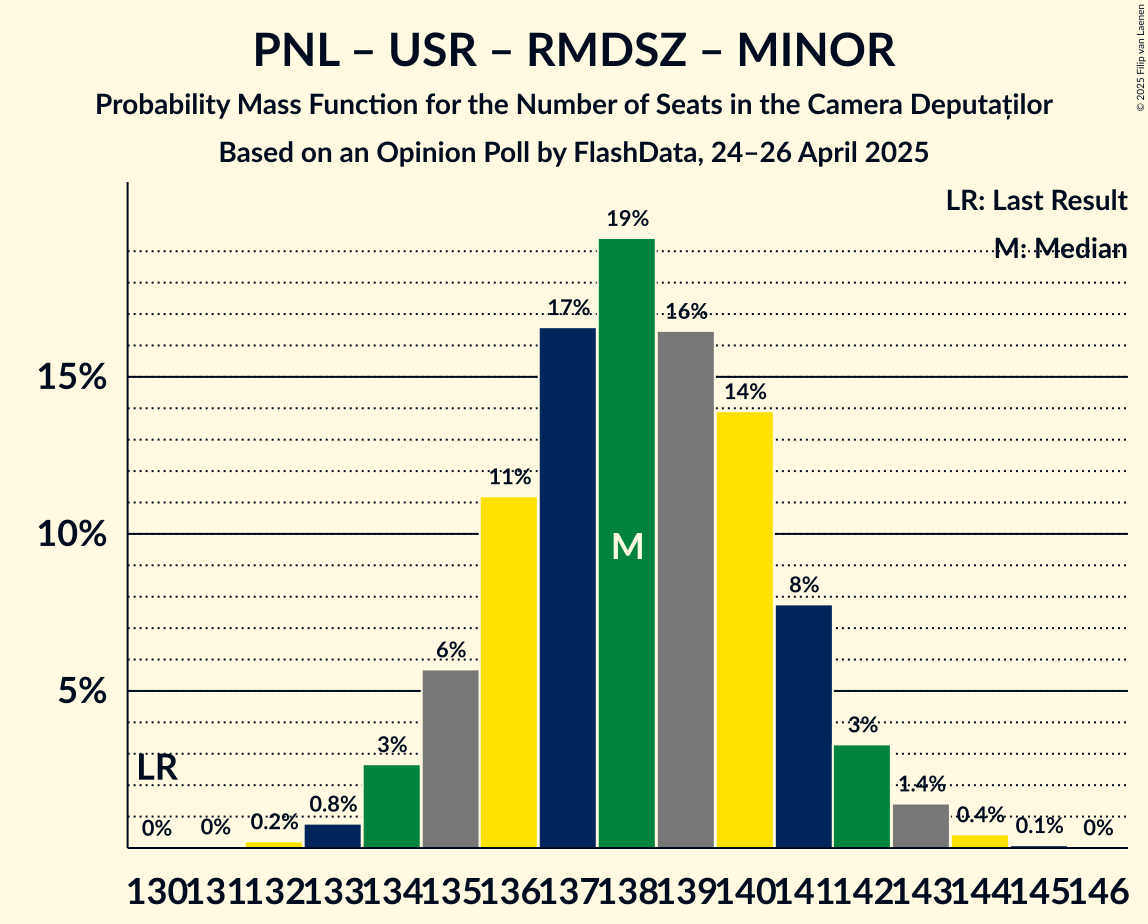 PNL – USR – RMDSZ – MINOR
Probability Mass Function for the Number of Seats in the Camera Deputaților
Based on an Opinion Poll by FlashData, 24–26 April 2025
© 2025 Filip van Laenen
LR: Last Result
M: Median
15%
10%
5%
LR
0%
0%
0.2%
0.8%
3%
6%
11%
17%
19%
16%
14%
8%
3%
1.4%
0.4%
0.1%
0%
M
130 131 132 133 134 135 136 137 138 139 140 141 142 143 144 145 146